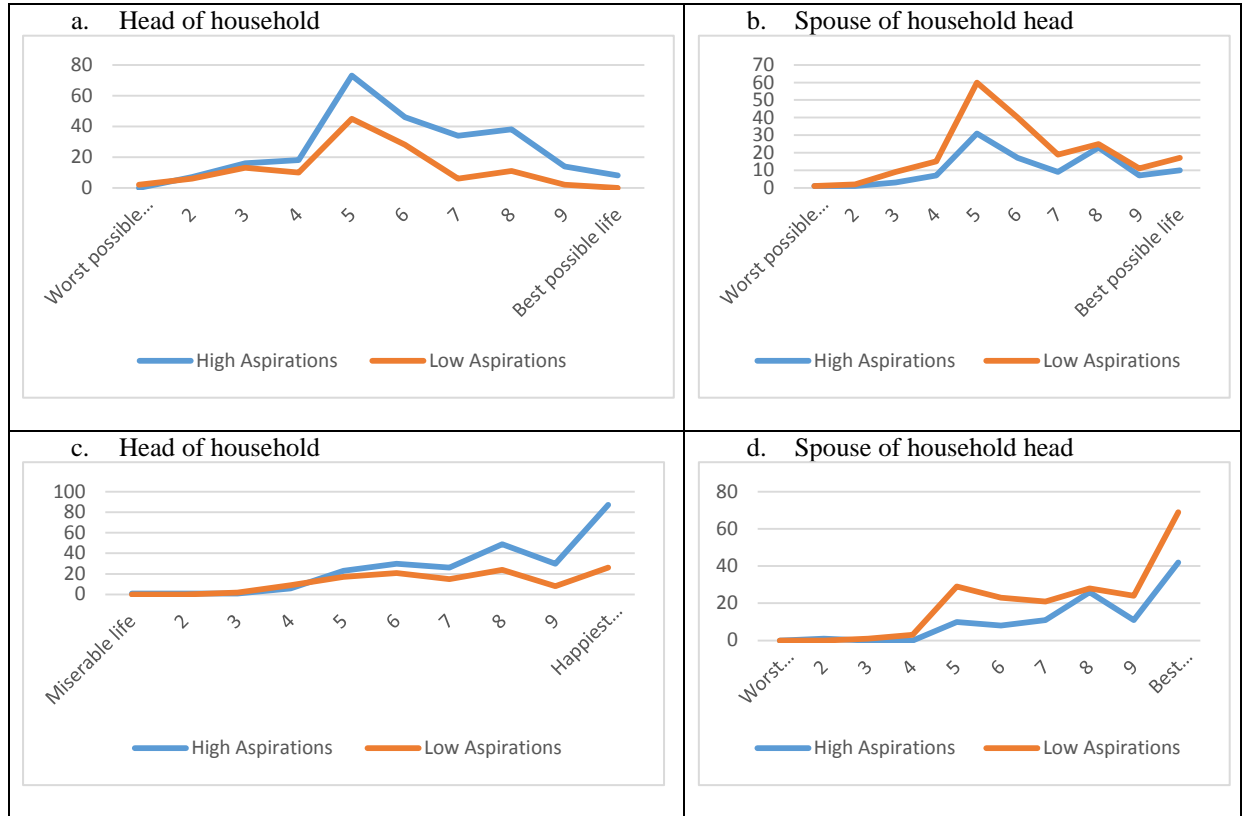 a. Head of household
80
60
40
20
0
Worst possible...
2
3
4
5
6
7
8
9
Best possible life
High Aspirations
Low Aspirations
b. Spouse of household head
70
60
50
40
30
20
10
0
Worst possible...
2
3
4
5
6
7
8
9
Best possible life
High Aspirations
Low Aspirations
c. Head of household
100
80
60
40
20
0
Miserable life
2
3
4
5
6
7
8
9
Happiest...
High Aspirations
Low Aspirations
d. Spouse of household head
80
60
40
20
0
Worst...
2
3
4
5
6
7
8
9
Best...
High Aspirations
Low Aspirations